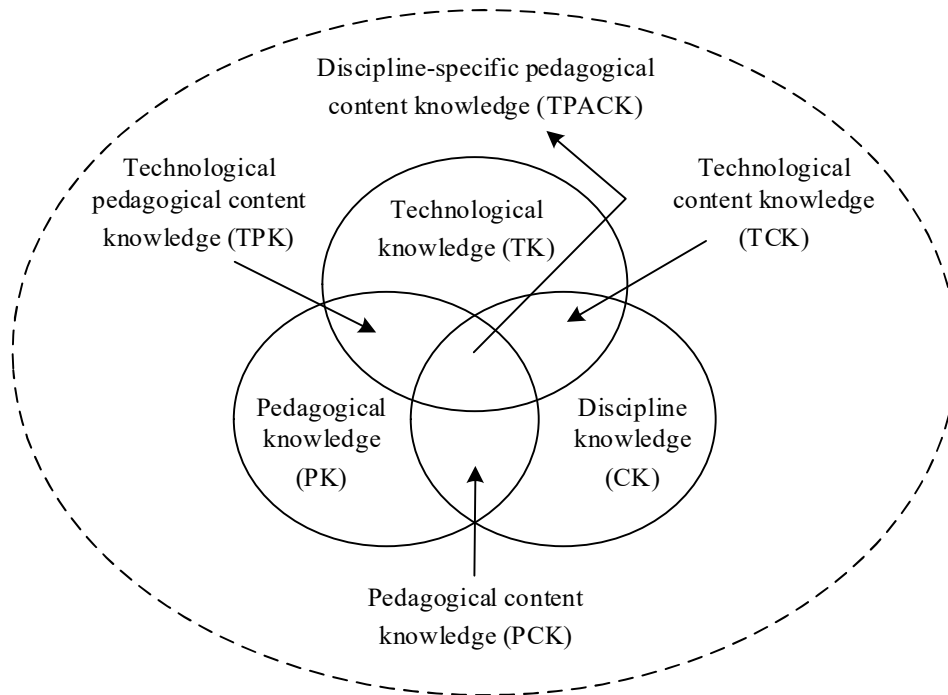 Discipline-specific pedagogical
content knowledge (TPACK)
Technological
pedagogical content
knowledge (TPK)
Technological
knowledge (TK)
Technological
content knowledge
(TCK)
Pedagogical
knowledge
(PK)
Discipline
knowledge
(CK)
Pedagogical content
knowledge (PCK)